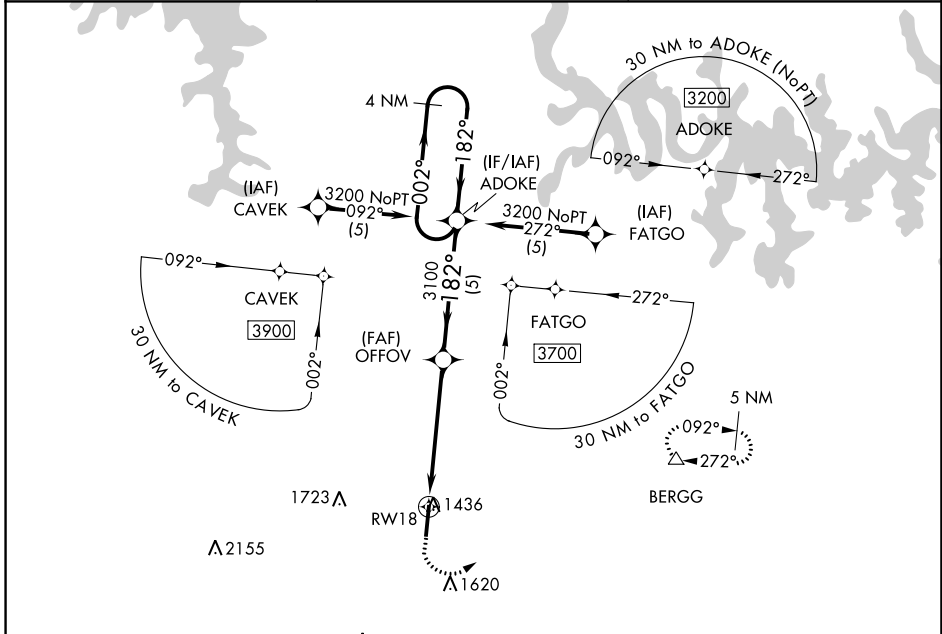 30 NM to ADOKE (NoPT)
3200
ADOKE
092°
272°
4 NM
002°
182°
(IF/IAF)
ADOKE
(IAF)
CAVEK
3200 NoPT
092°
(5)
3200 NoPT
272°
(5)
(IAF)
FATGO
3100
182°
(5)
092°
CAVEK
3900
002°
30 NM to CAVEK
(FAF)
OFFOV
272°
FATGO
3700
002°
30 NM to FATGO
5 NM
092°
272°
BERGG
1723
RW18
1436
2155
1620